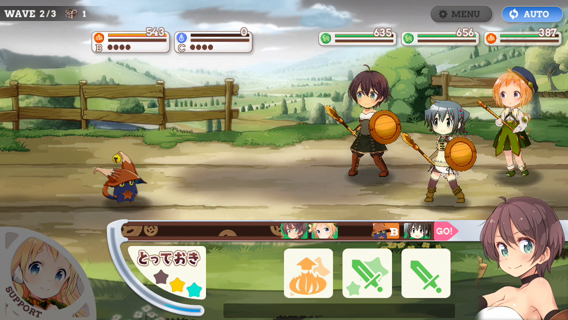 WAVE 2/3 1
MENU
AUTO
543
B
0
C
635
656
387
B
GO!
とっておき
SUPPORT